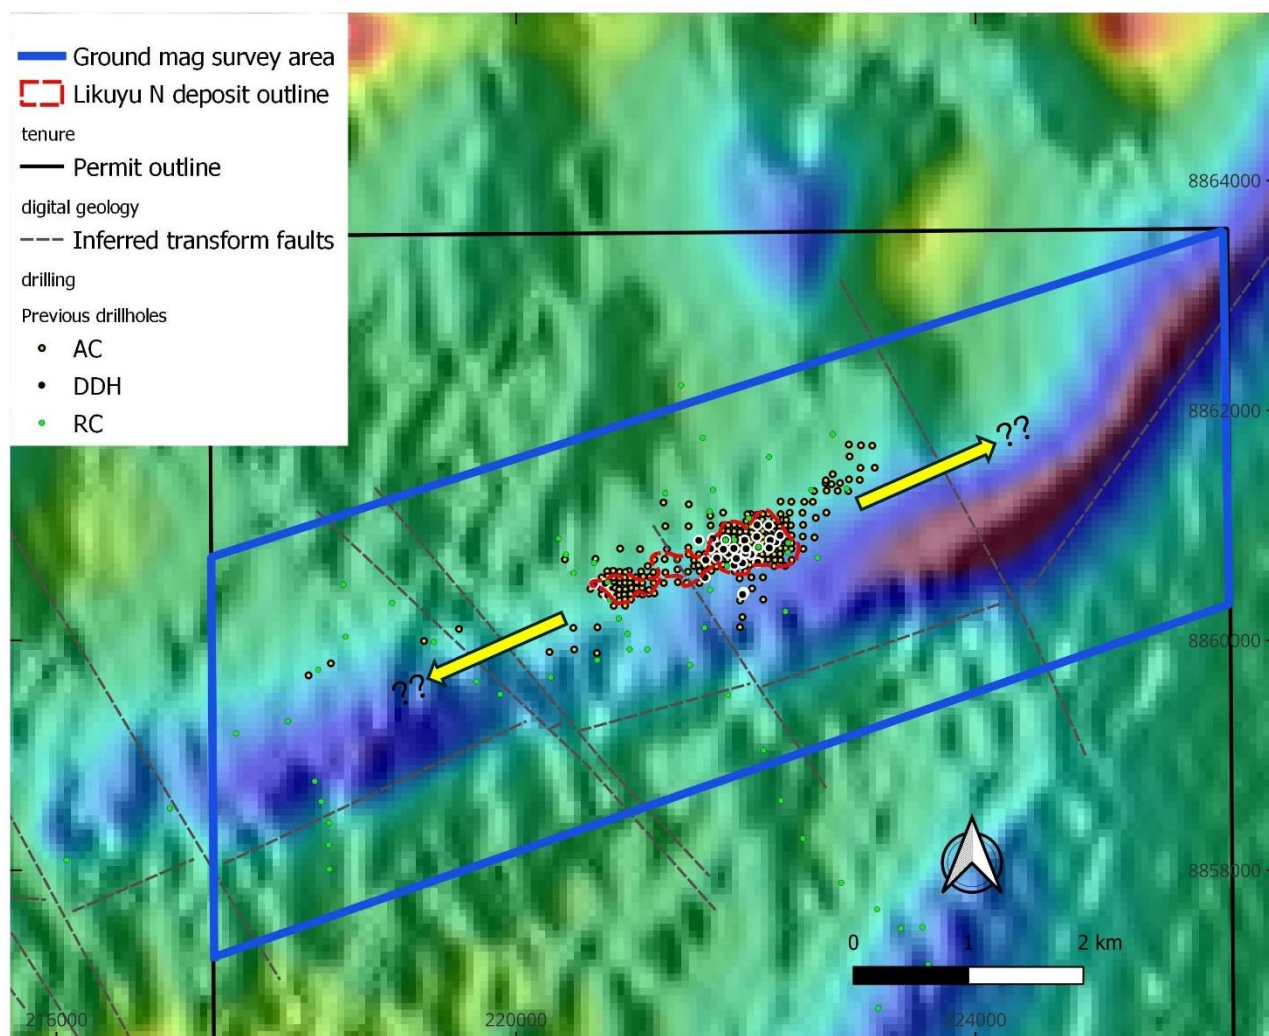 Ground mag survey area
Likuyu N deposit outline
tenure
Permit outline
digital geology
Inferred transform faults
drilling
Previous drillholes
AC
DDH
RC
8864000
8862000
??
8860000
??
8858000
0 1 2 km
216000 220000 224000